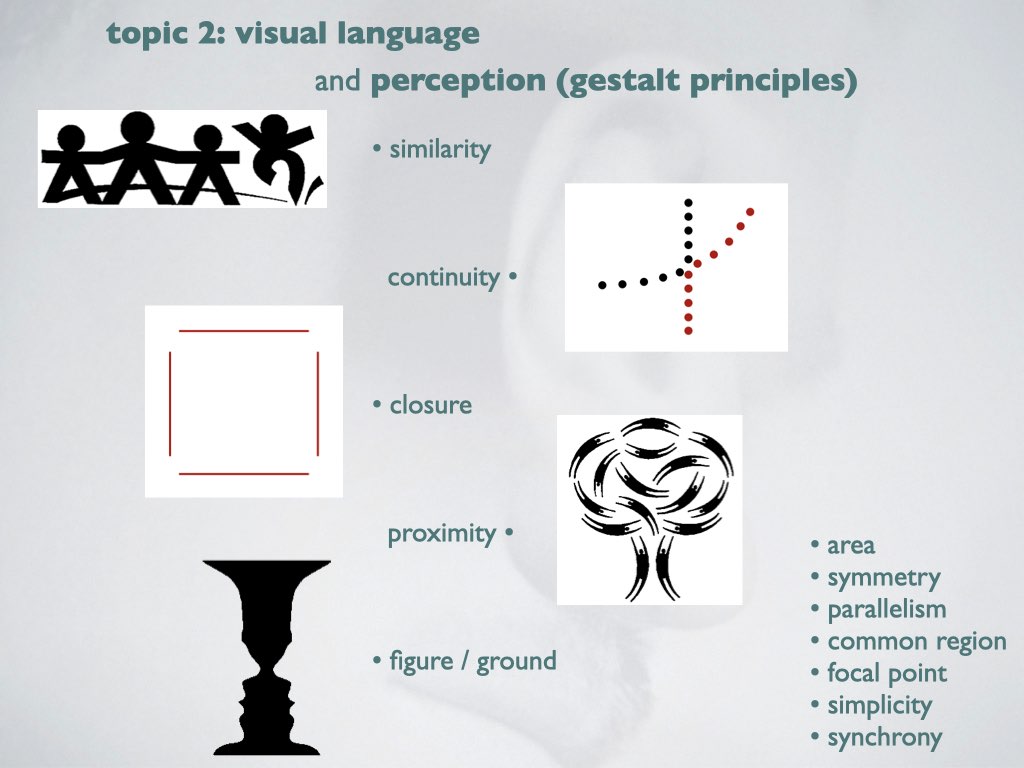 topic 2: visual language
and perception (gestalt principles)
• similarity
continuity •
• closure
proximity •
• figure / ground
• area
• symmetry
• parallelism
• common region
• focal point
• simplicity
• synchrony